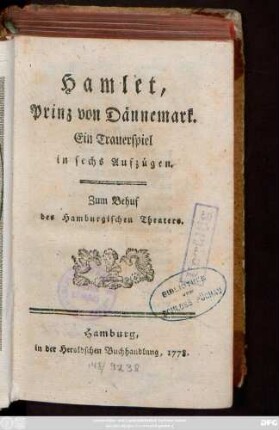 Hamlet,
Prinz von Dännemark.
Ein Trauerspiel
in sechs Aufzügen.
Zum Behuf
des Hamburgischen Theaters.
BIBLIOTHEK
Hamburg,
in der Heroldschen Buchhandlung, 1778.